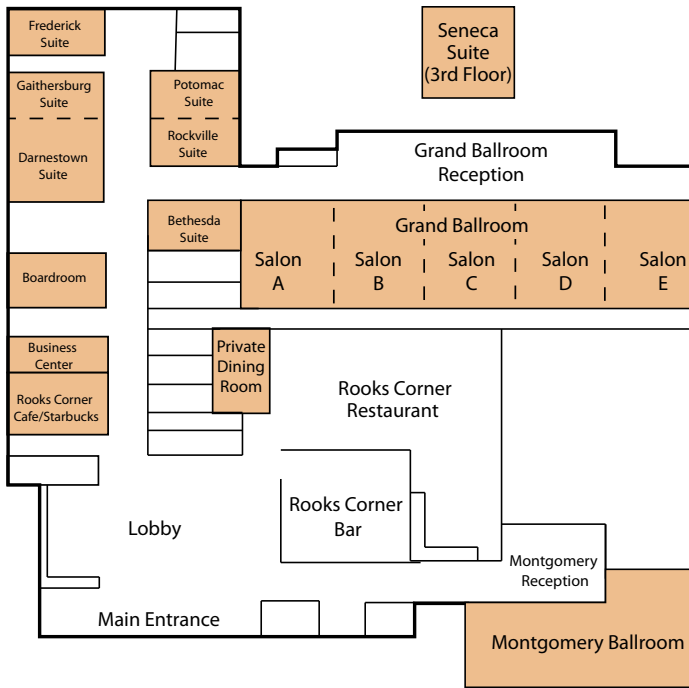 Frederick
Suite
Seneca
Suite
(3rd Floor)
Gaithersburg
Suite
Potomac
Suite
Darnestown
Suite
Rockville
Suite
Grand Ballroom
Reception
Bethesda
Suite
Grand Ballroom
Salon
A
Salon
B
Salon
C
Salon
D
Salon
E
Boardroom
Business
Center
Private
Dining
Room
Rooks Corner
Cafe/Starbucks
Rooks Corner
Restaurant
Rooks Corner
Bar
Lobby
Montgomery
Reception
Main Entrance
Montgomery Ballroom